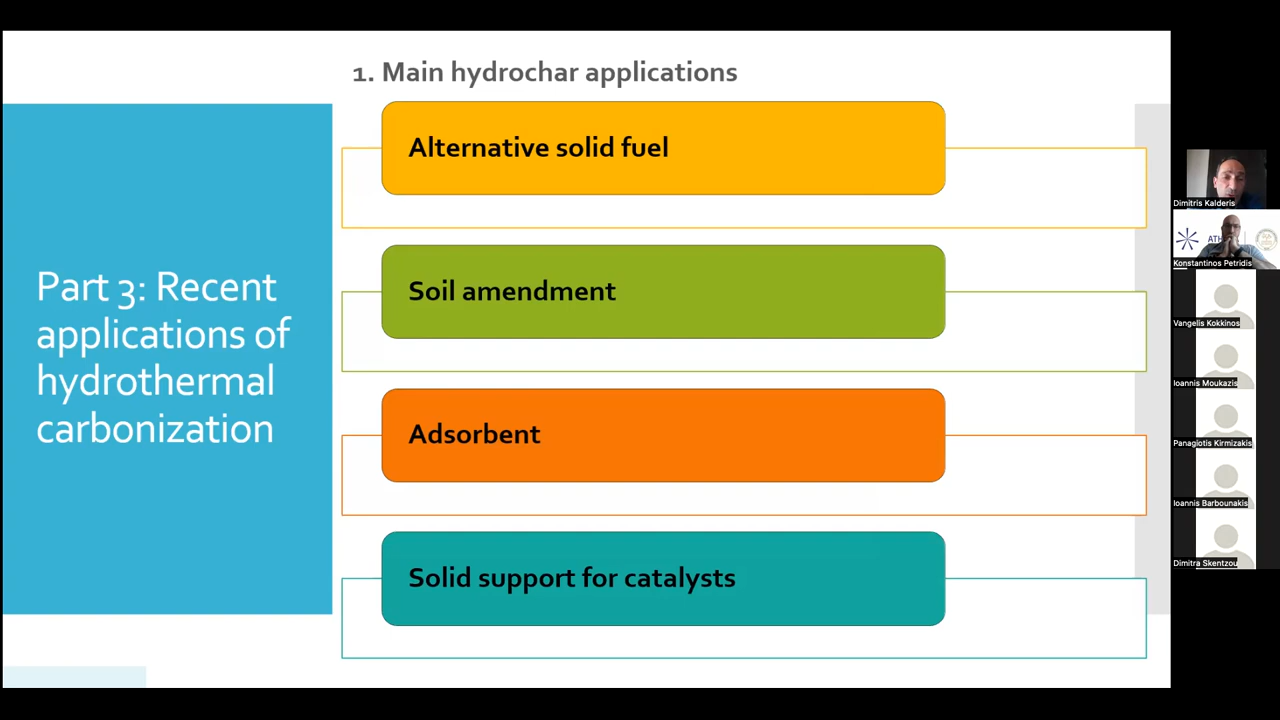 1. Main hydrochar applications
Alternative solid fuel
Soil amendment
Adsorbent
Solid support for catalysts
Part 3: Recent
applications of
hydrothermal
carbonization
Dimitris Kalderis
Konstantinos Petridis
Vangelis Kokkinos
Ioannis Moukazis
Panagiotis Kirmizakis
Ioannis Barbounakis
Dimitra Skentzou